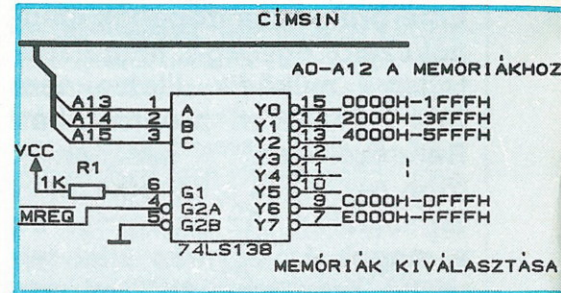 CÍMSIN
A0-A12 A MEMÓRIÁKHOZ
A13 1 A Y0 15 0000H-1FFFH
A14 2 B Y1 14 2000H-3FFFH
A15 3 C Y2 13 4000H-5FFFH
Y3 12
VCC Y4 11
R1 Y5 10
1K 6 G1 Y6 9 C000H-DFFFH
MREQ 4 G2A Y7 7 E000H-FFFFH
5 G2B
74LS138
MEMÓRIÁK KIVÁLASZTÁSA